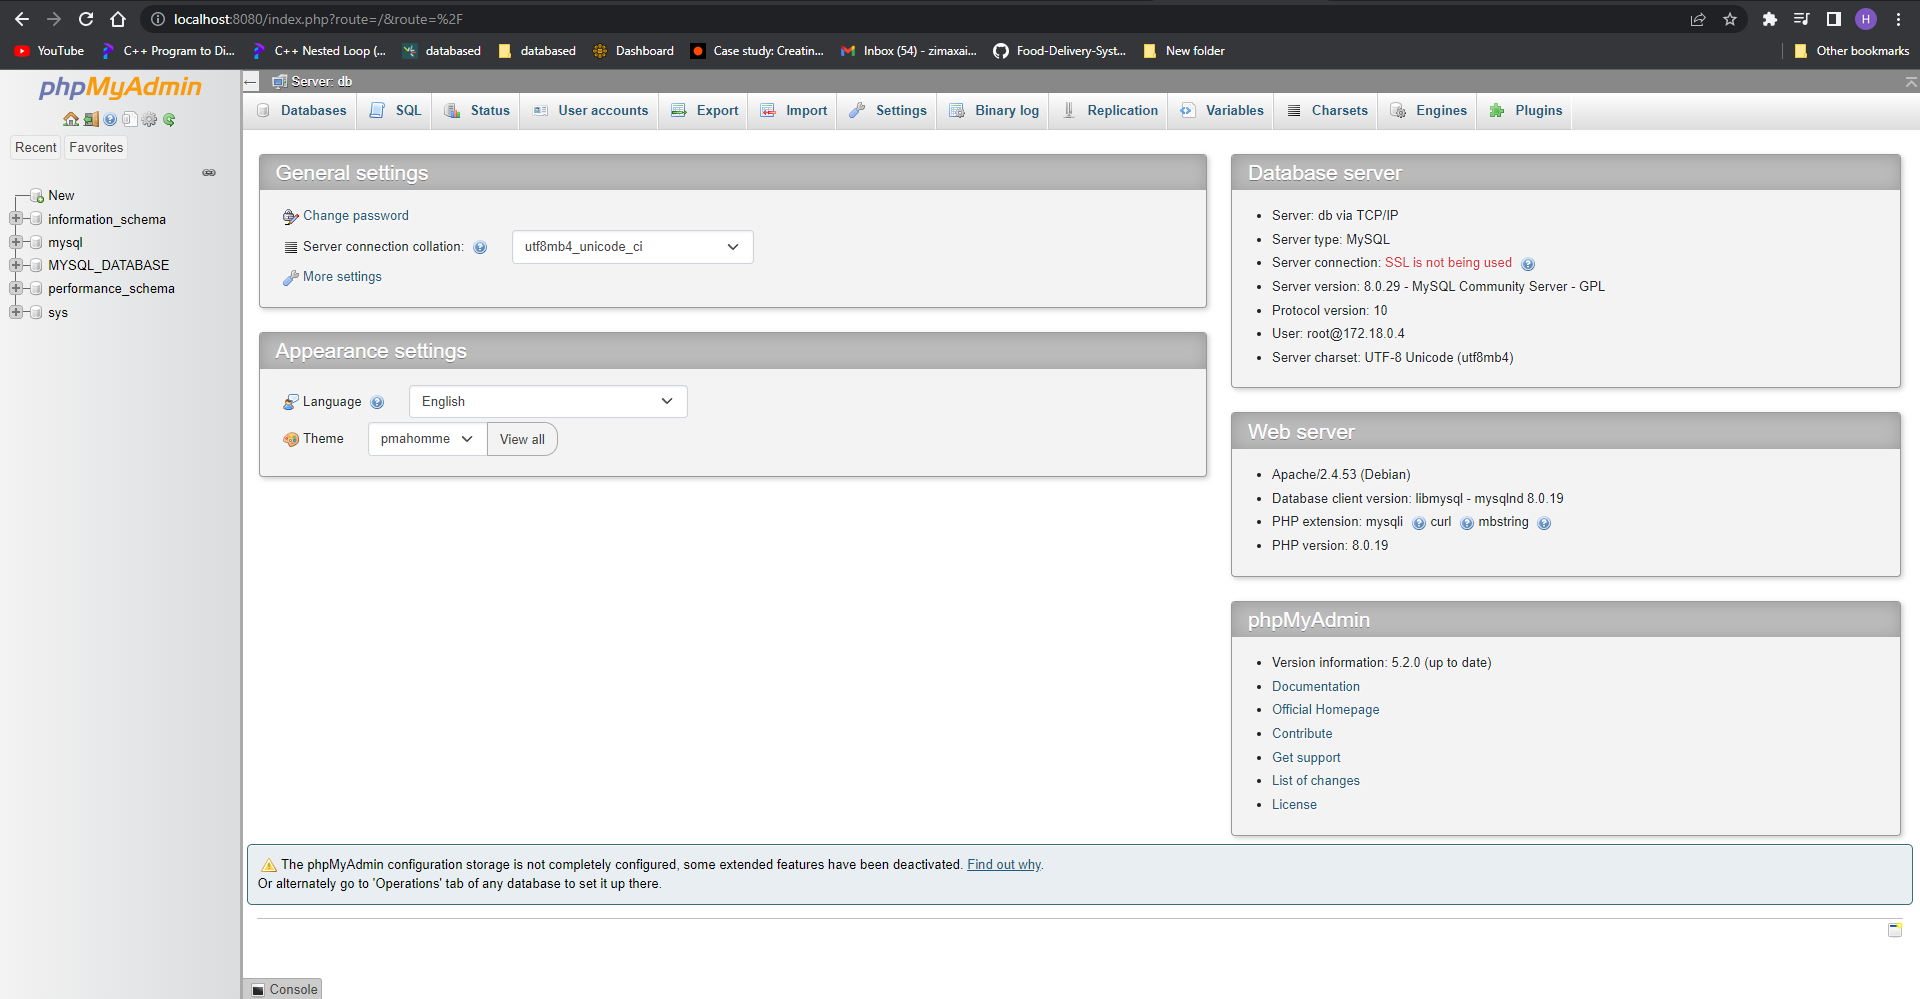 localhost:8080/index.php?route=/&route=%2F
H
YouTube
C++ Program to Di...
C++ Nested Loop (...
databased
databased
Dashboard
Case study: Creatin...
Inbox (54) - zimaxai...
Food-Delivery-Syst...
New folder
Other bookmarks
phpMyAdmin
Recent
Favorites
New
information_schema
mysql
MYSQL_DATABASE
performance_schema
sys
Server: db
Databases
SQL
Status
User accounts
Export
Import
Settings
Binary log
Replication
Variables
Charsets
Engines
Plugins
General settings
Change password
Server connection collation:
utf8mb4_unicode_ci
More settings
Appearance settings
Language
English
Theme
pmahomme
View all
Database server
Server: db via TCP/IP
Server type: MySQL
Server connection: SSL is not being used
Server version: 8.0.29 - MySQL Community Server - GPL
Protocol version: 10
User: root@172.18.0.4
Server charset: UTF-8 Unicode (utf8mb4)
Web server
Apache/2.4.53 (Debian)
Database client version: libmysql - mysqlnd 8.0.19
PHP extension: mysqli curl mbstring
PHP version: 8.0.19
phpMyAdmin
Version information: 5.2.0 (up to date)
Documentation
Official Homepage
Contribute
Get support
List of changes
License
The phpMyAdmin configuration storage is not completely configured, some extended features have been deactivated. Find out why.
Or alternately go to 'Operations' tab of any database to set it up there.
Console